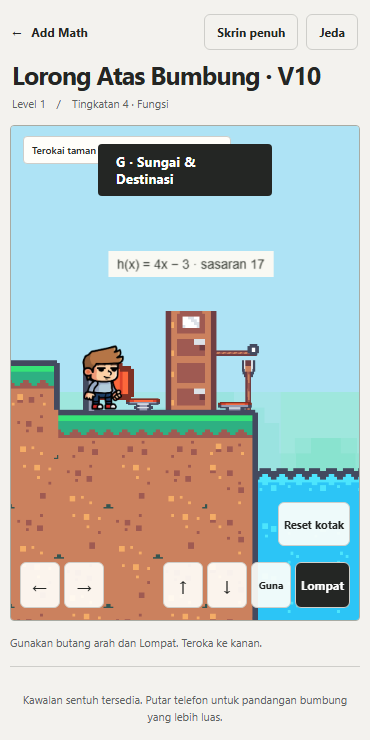 ← Add Math
Skrin penuh
Jeda
Lorong Atas Bumbung · V10
Level 1 / Tingkatan 4 · Fungsi
Terokai taman
G · Sungai &
Destinasi
h(x) = 4x − 3 · sasaran 17
Reset kotak
← → ↑ ↓ Guna Lompat
Gunakan butang arah dan Lompat. Teroka ke kanan.
Kawalan sentuh tersedia. Putar telefon untuk pandangan bumbung
yang lebih luas.